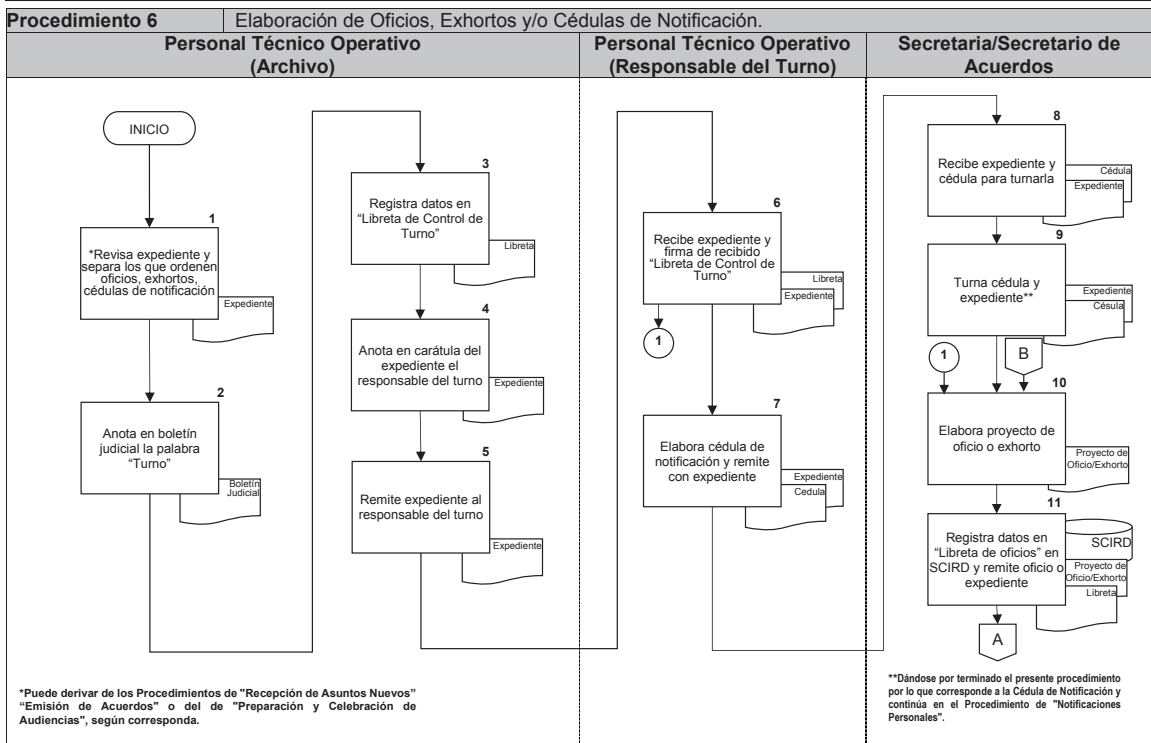 Procedimiento 6 Elaboración de Oficios, Exhortos y/o Cédulas de Notificación.
Personal Técnico Operativo
(Archivo)
Personal Técnico Operativo
(Responsable del Turno)
Secretaria/Secretario de
Acuerdos
INICIO
1
*Revisa expediente y
separa los que ordenen
oficios, exhortos,
cédulas de notificación
Expediente
2
Anota en boletín
judicial la palabra
“Turno”
Boletín
Judicial
3
Registra datos en
“Libreta de Control de
Turno”
Libreta
4
Anota en carátula del
expediente el
responsable del turno
Expediente
5
Remite expediente al
responsable del turno
Expediente
6
Recibe expediente y
firma de recibido
“Libreta de Control de
Turno”
Libreta
Expediente
1
7
Elabora cédula de
notificación y remite
con expediente
Expediente
Cedula
8
Recibe expediente y
cédula para turnarla
Cédula
Expediente
9
Turna cédula y
expediente**
Expediente
Césula
1
B
10
Elabora proyecto de
oficio o exhorto
Proyecto de
Oficio/Exhorto
11
Registra datos en
“Libreta de oficios” en
SCIRD y remite oficio o
expediente
SCIRD
Proyecto de
Oficio/Exhorto
Libreta
A
*Puede derivar de los Procedimientos de "Recepción de Asuntos Nuevos”
“Emisión de Acuerdos” o del de "Preparación y Celebración de
Audiencias", según corresponda.
**Dándose por terminado el presente procedimiento
por lo que corresponde a la Cédula de Notificación y
continúa en el Procedimiento de "Notificaciones
Personales".